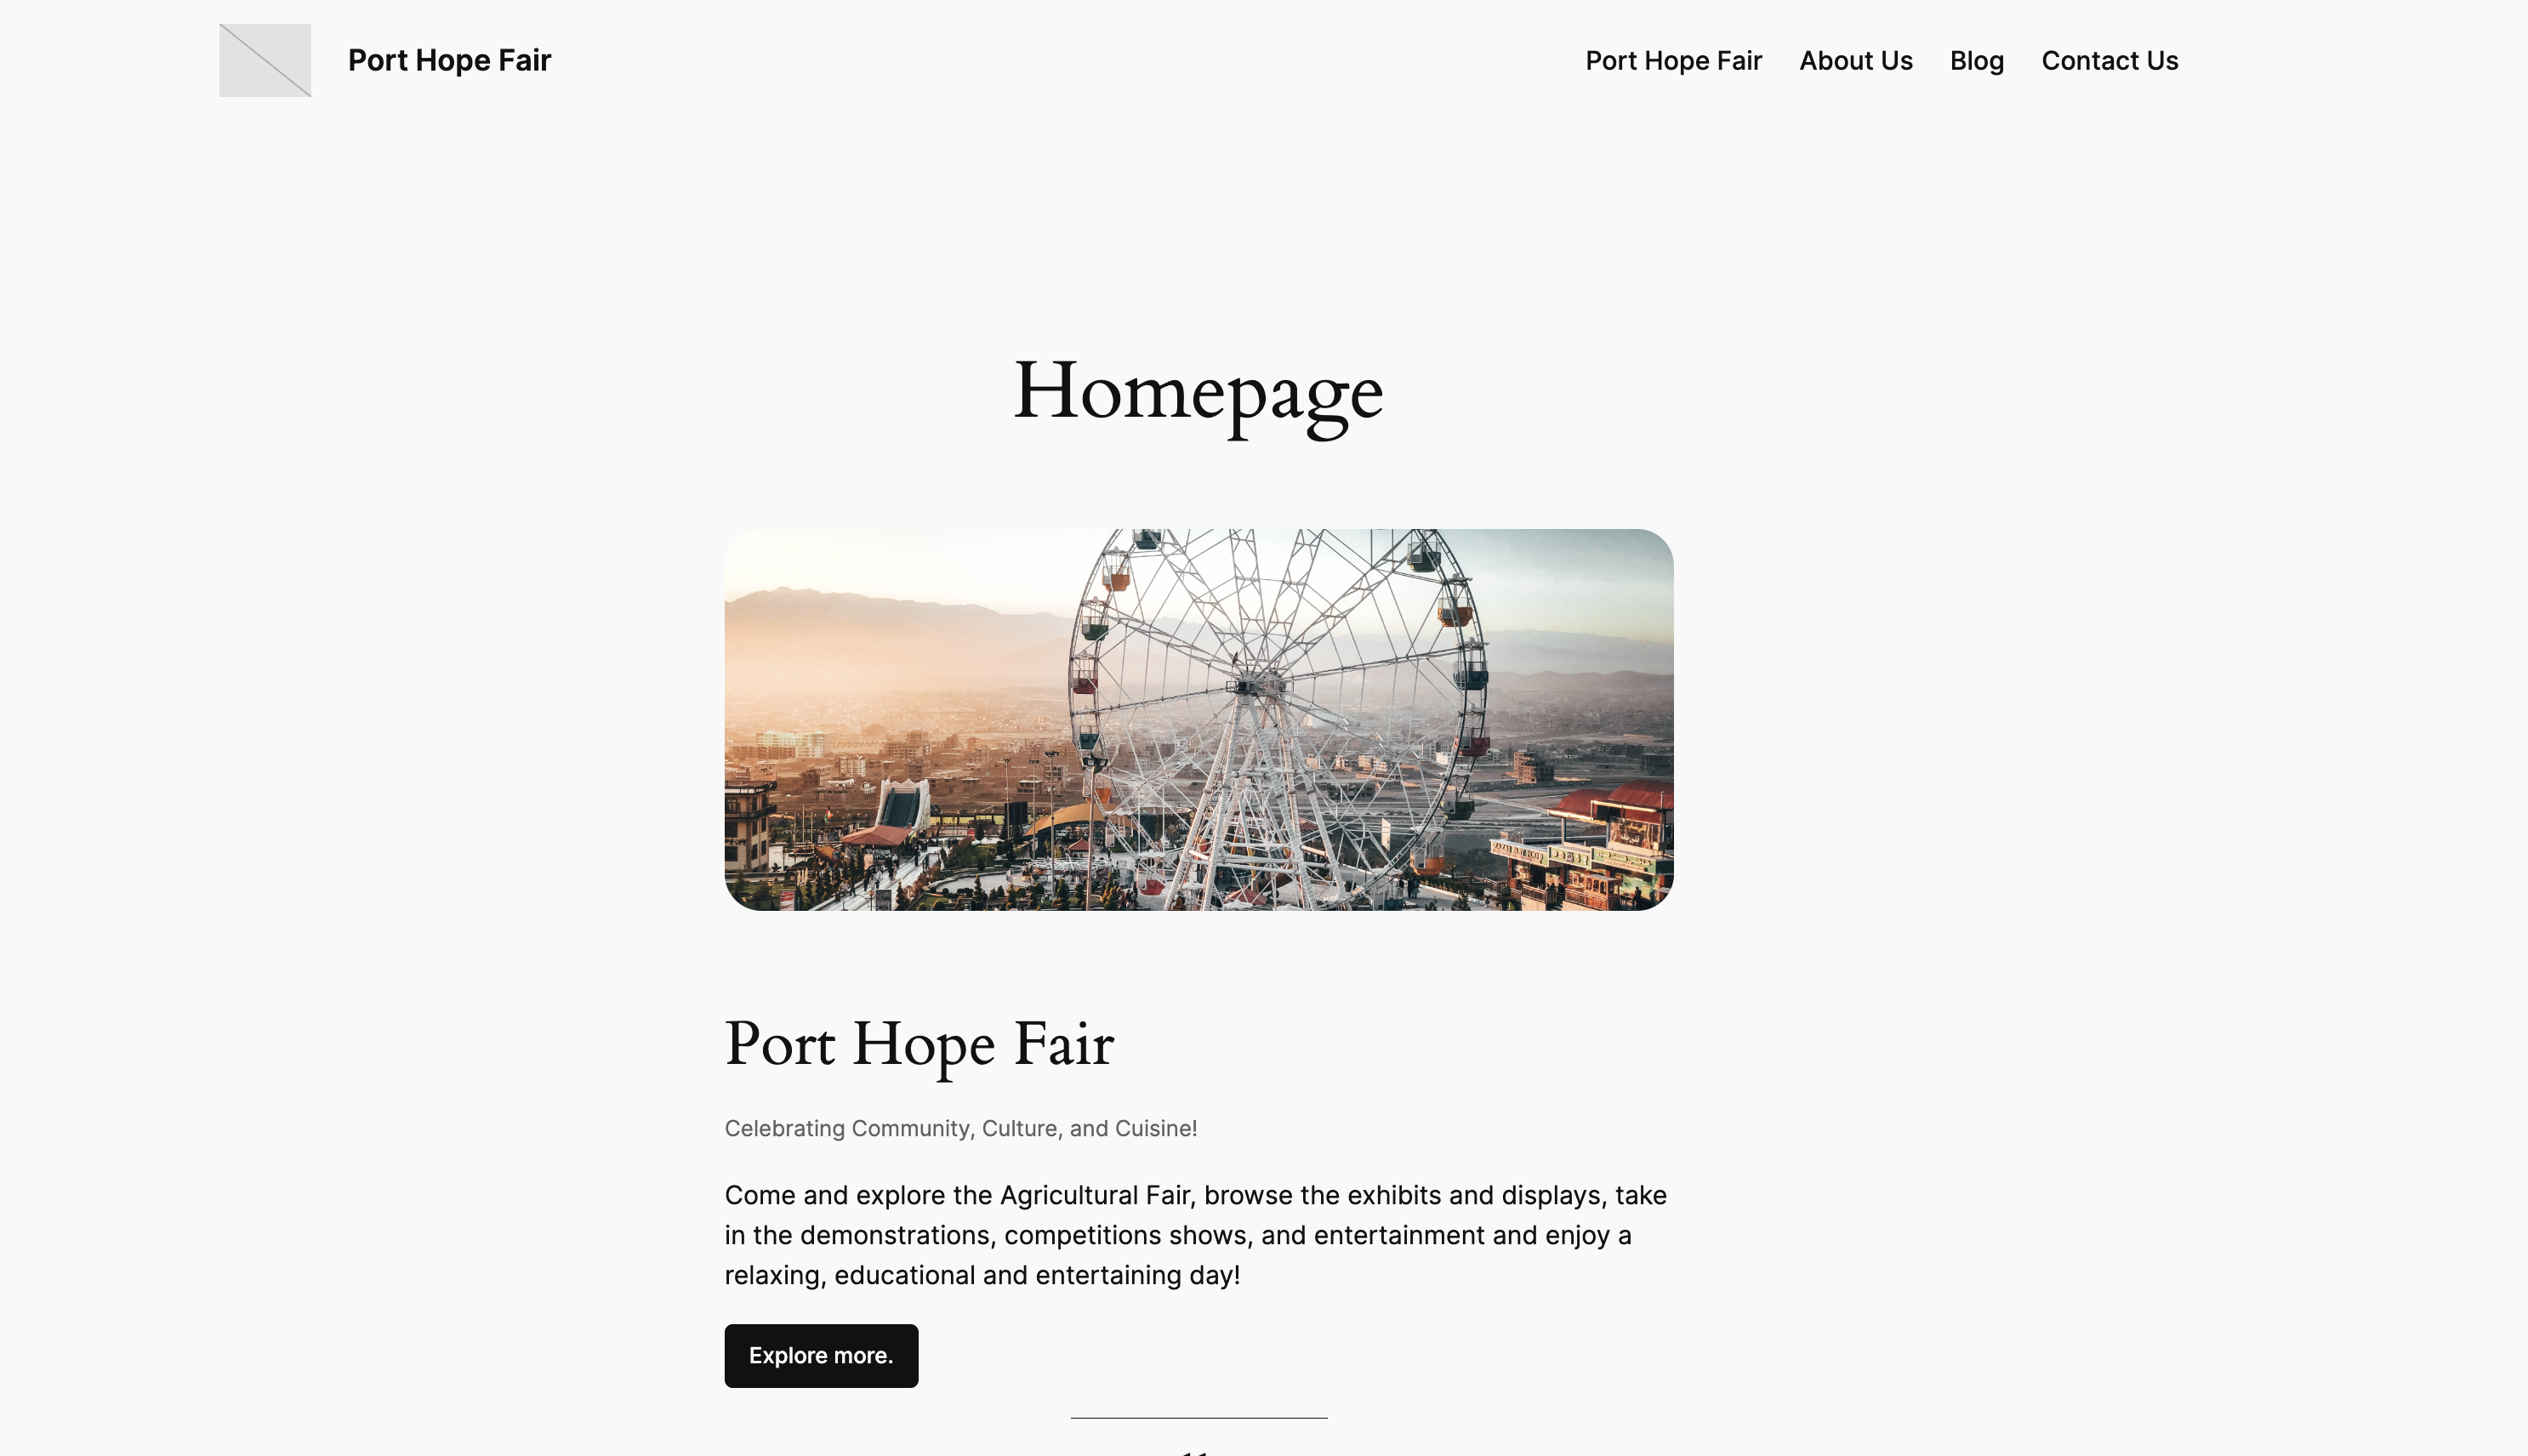 Port Hope Fair
Port Hope Fair
About Us
Blog
Contact Us
Homepage
Port Hope Fair
Celebrating Community, Culture, and Cuisine!
Come and explore the Agricultural Fair, browse the exhibits and displays, take
in the demonstrations, competitions shows, and entertainment and enjoy a
relaxing, educational and entertaining day!
Explore more.